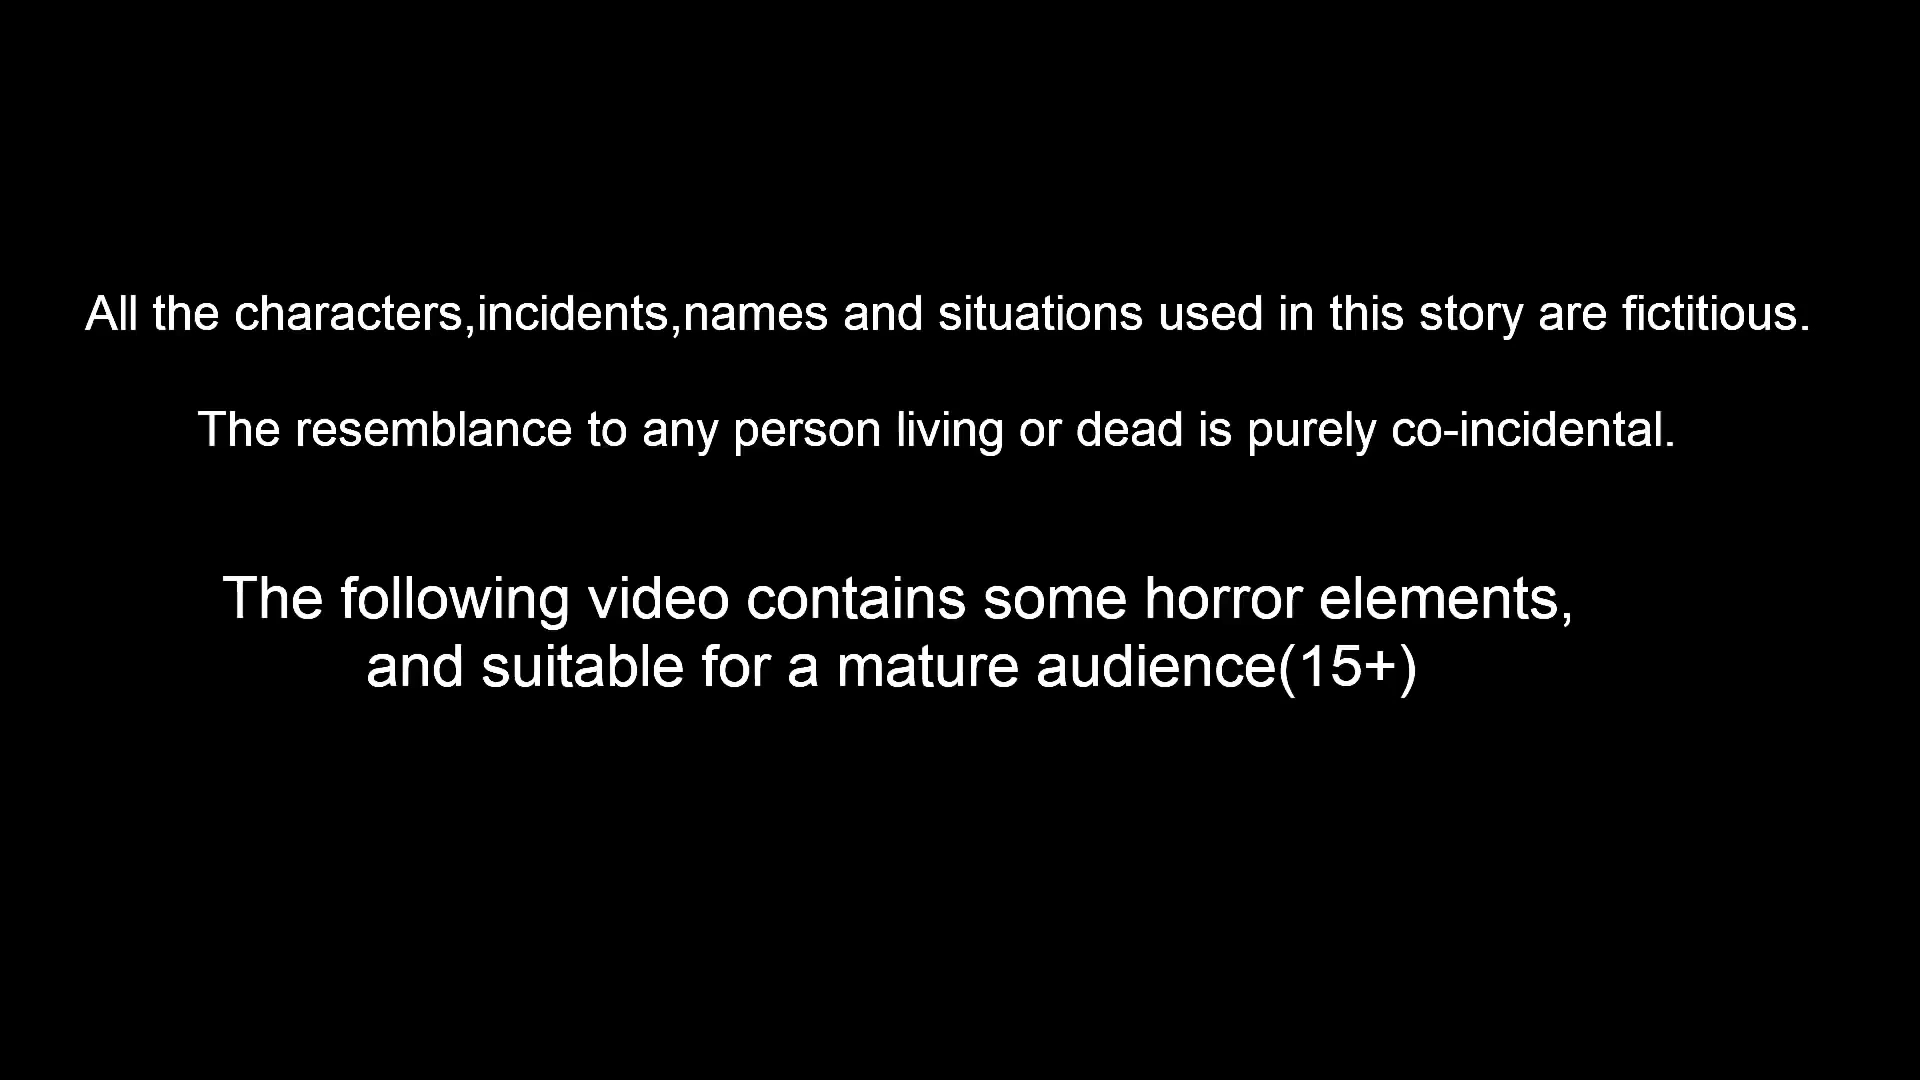 All the characters,incidents,names and situations used in this story are fictitious.
The resemblance to any person living or dead is purely co-incidental.
The following video contains some horror elements,
and suitable for a mature audience(15+)